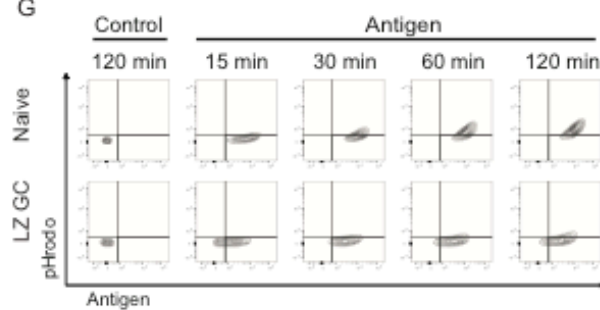 G
Control Antigen
120 min 15 min 30 min 60 min 120 min
Naive
LZ GC
pHrodo
Antigen